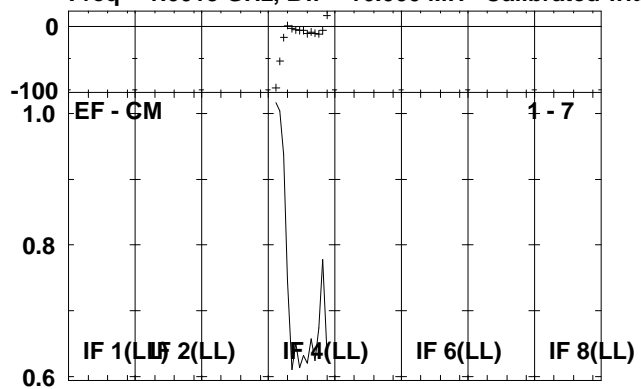 0
-100
EF - CM 1 - 7
1.0
0.8
0.6
IF 1(LL) IF 2(LL) IF 4(LL) IF 6(LL) IF 8(LL)